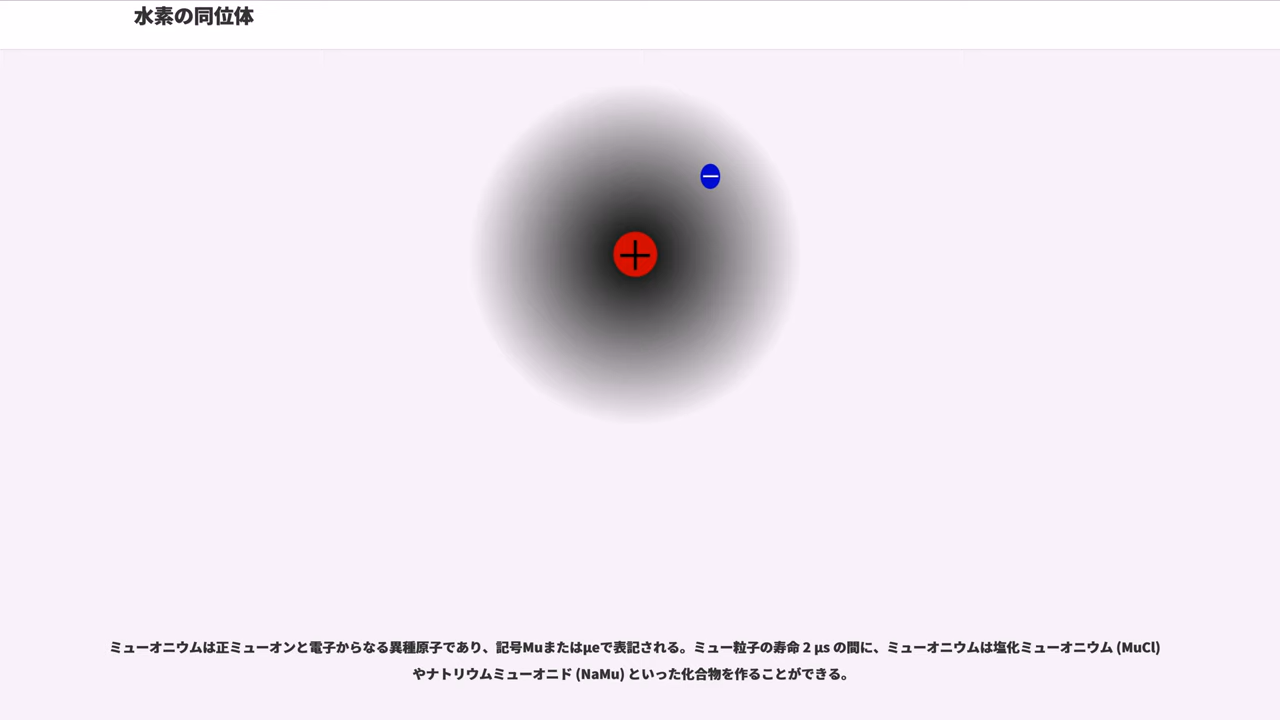 水素の同位体
ミューオニウムは正ミューオンと電子からなる異種原子であり、記号Muまたはμeで表記される。ミュー粒子の寿命 2 μs の間に、ミューオニウムは塩化ミューオニウム (MuCl)
やナトリウムミューオニド (NaMu) といった化合物を作ることができる。